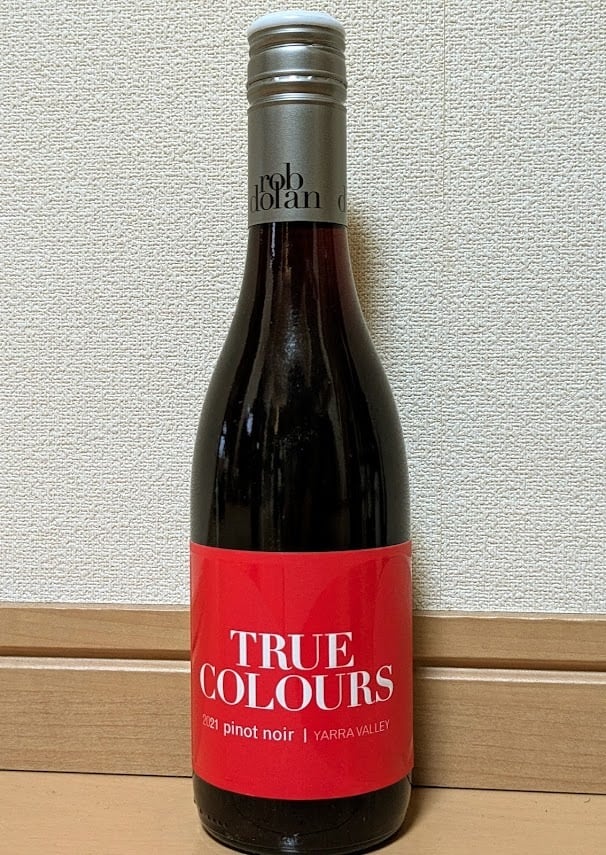 rob
dolan
d
TRUE
COLOURS
2021 pinot noir | YARRA VALLEY